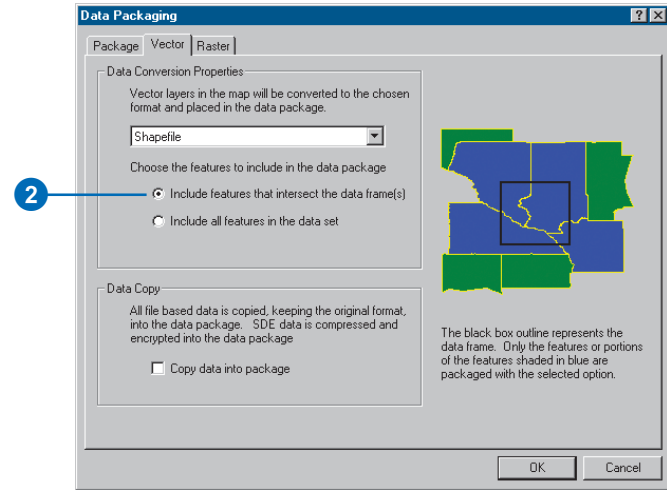 Data Packaging
Package Vector Raster
Data Conversion Properties
Vector layers in the map will be converted to the chosen
format and placed in the data package.
Shapefile
Choose the features to include in the data package
2
Include features that intersect the data frame(s)
Include all features in the data set
Data Copy
All file based data is copied, keeping the original format,
into the data package. SDE data is compressed and
encrypted into the data package
Copy data into package
The black box outline represents the
data frame. Only the features or portions
of the features shaded in blue are
packaged with the selected option.
OK Cancel